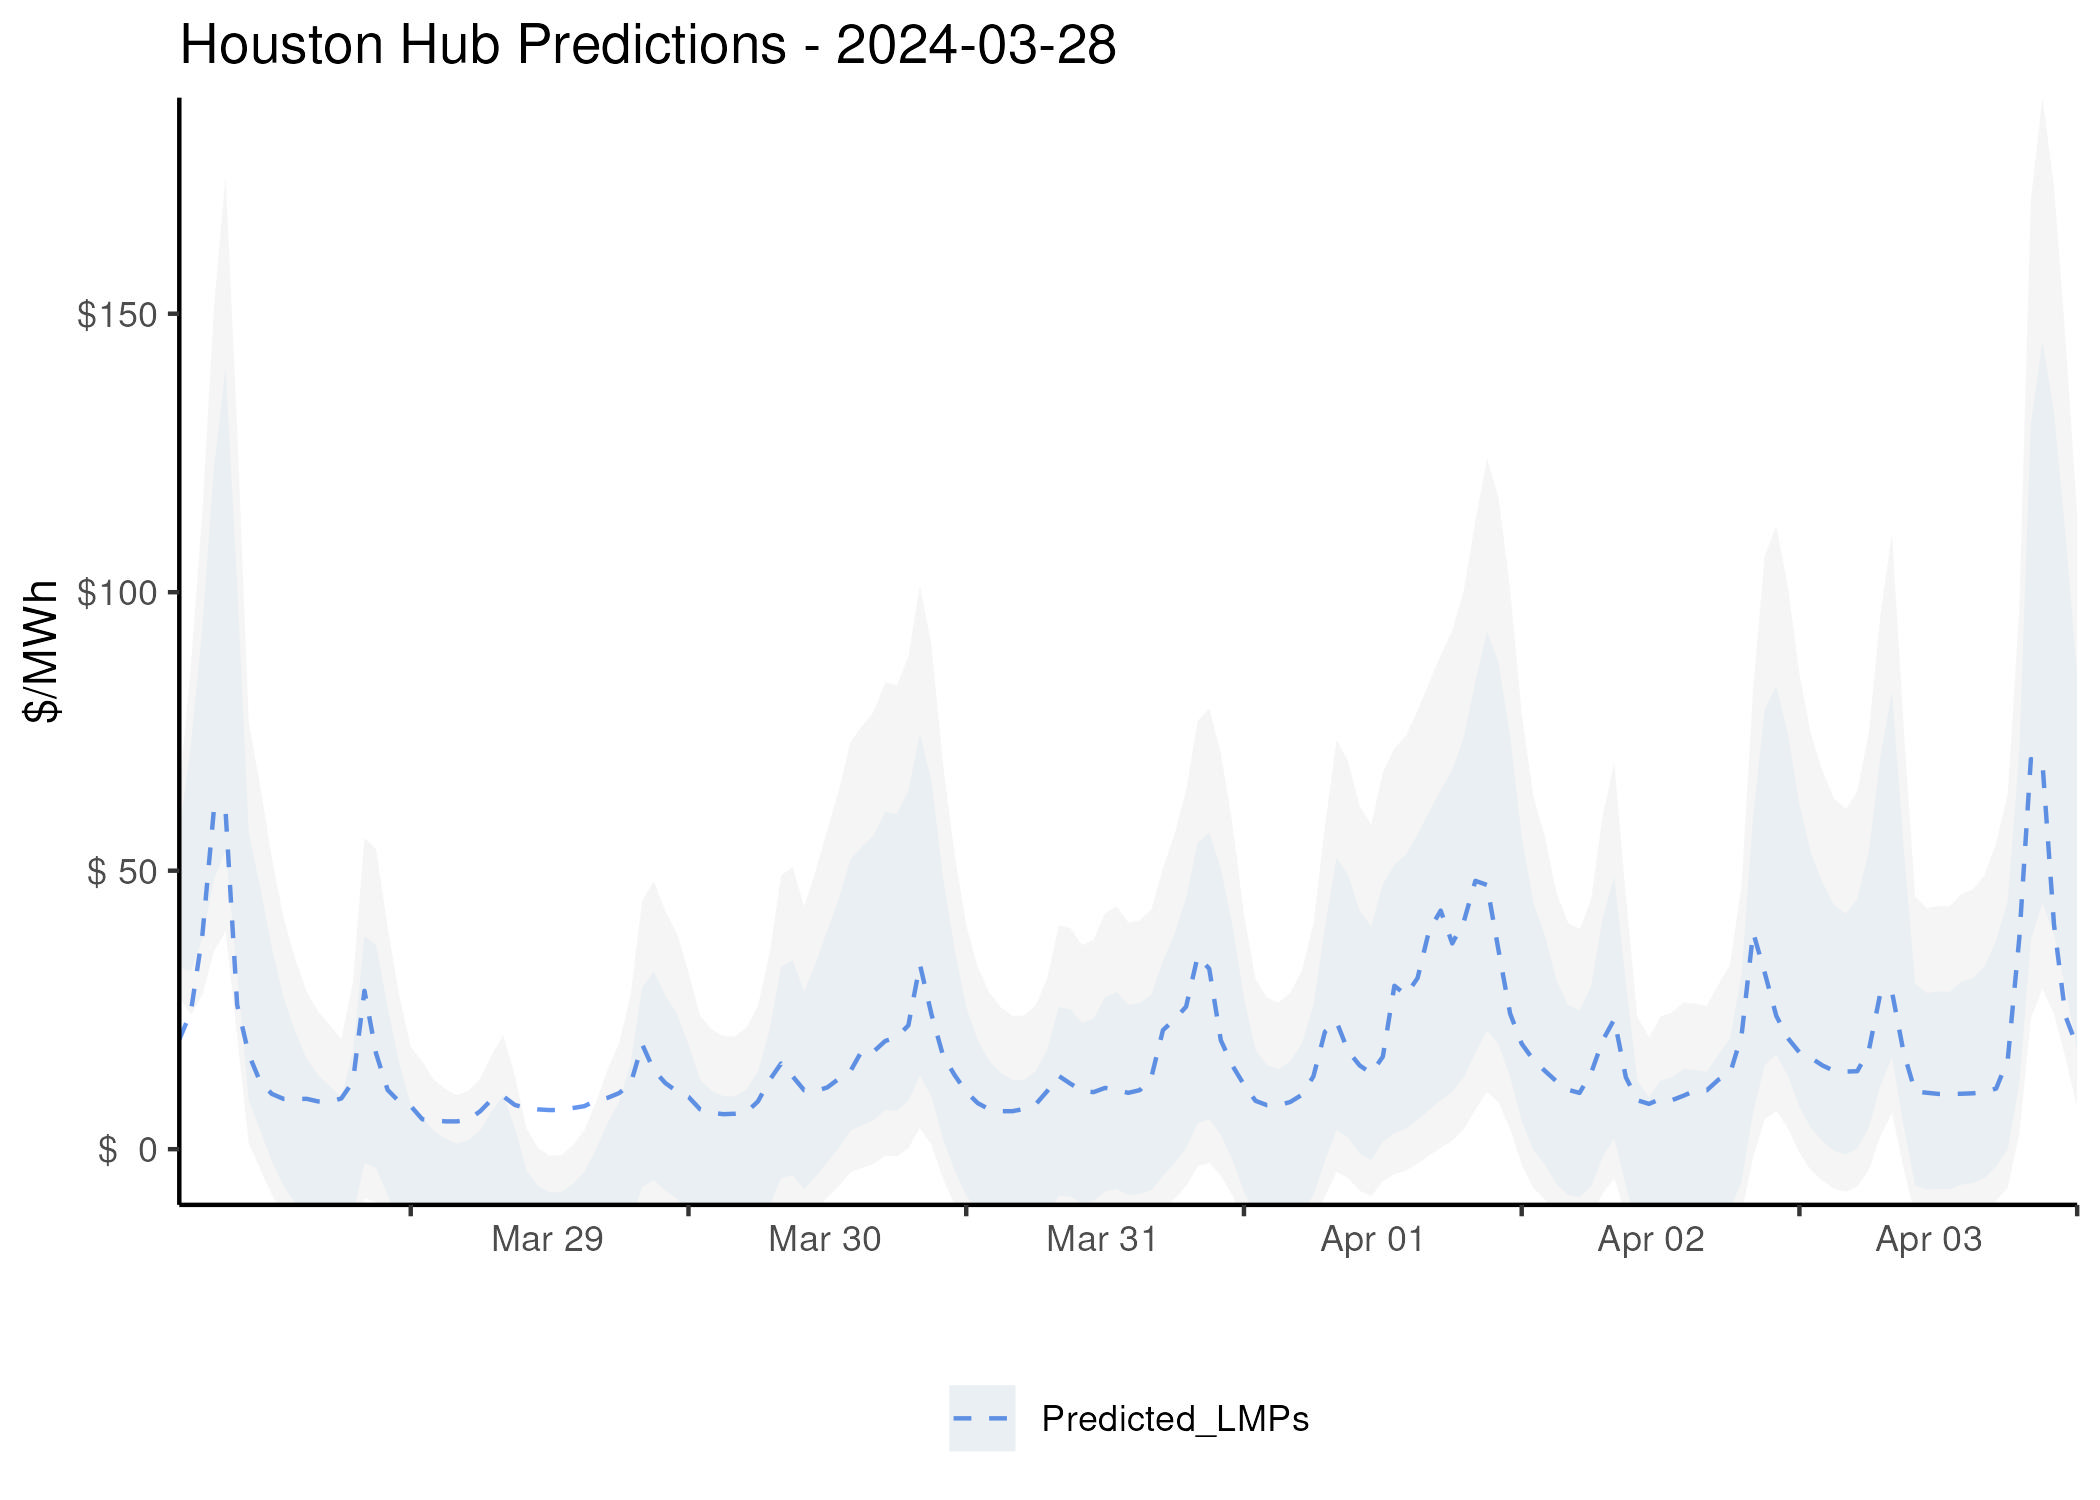 Houston Hub Predictions - 2024-03-28
$/MWh
$150
$100
$ 50
$  0
Mar 29 Mar 30 Mar 31 Apr 01 Apr 02 Apr 03
Predicted_LMPs